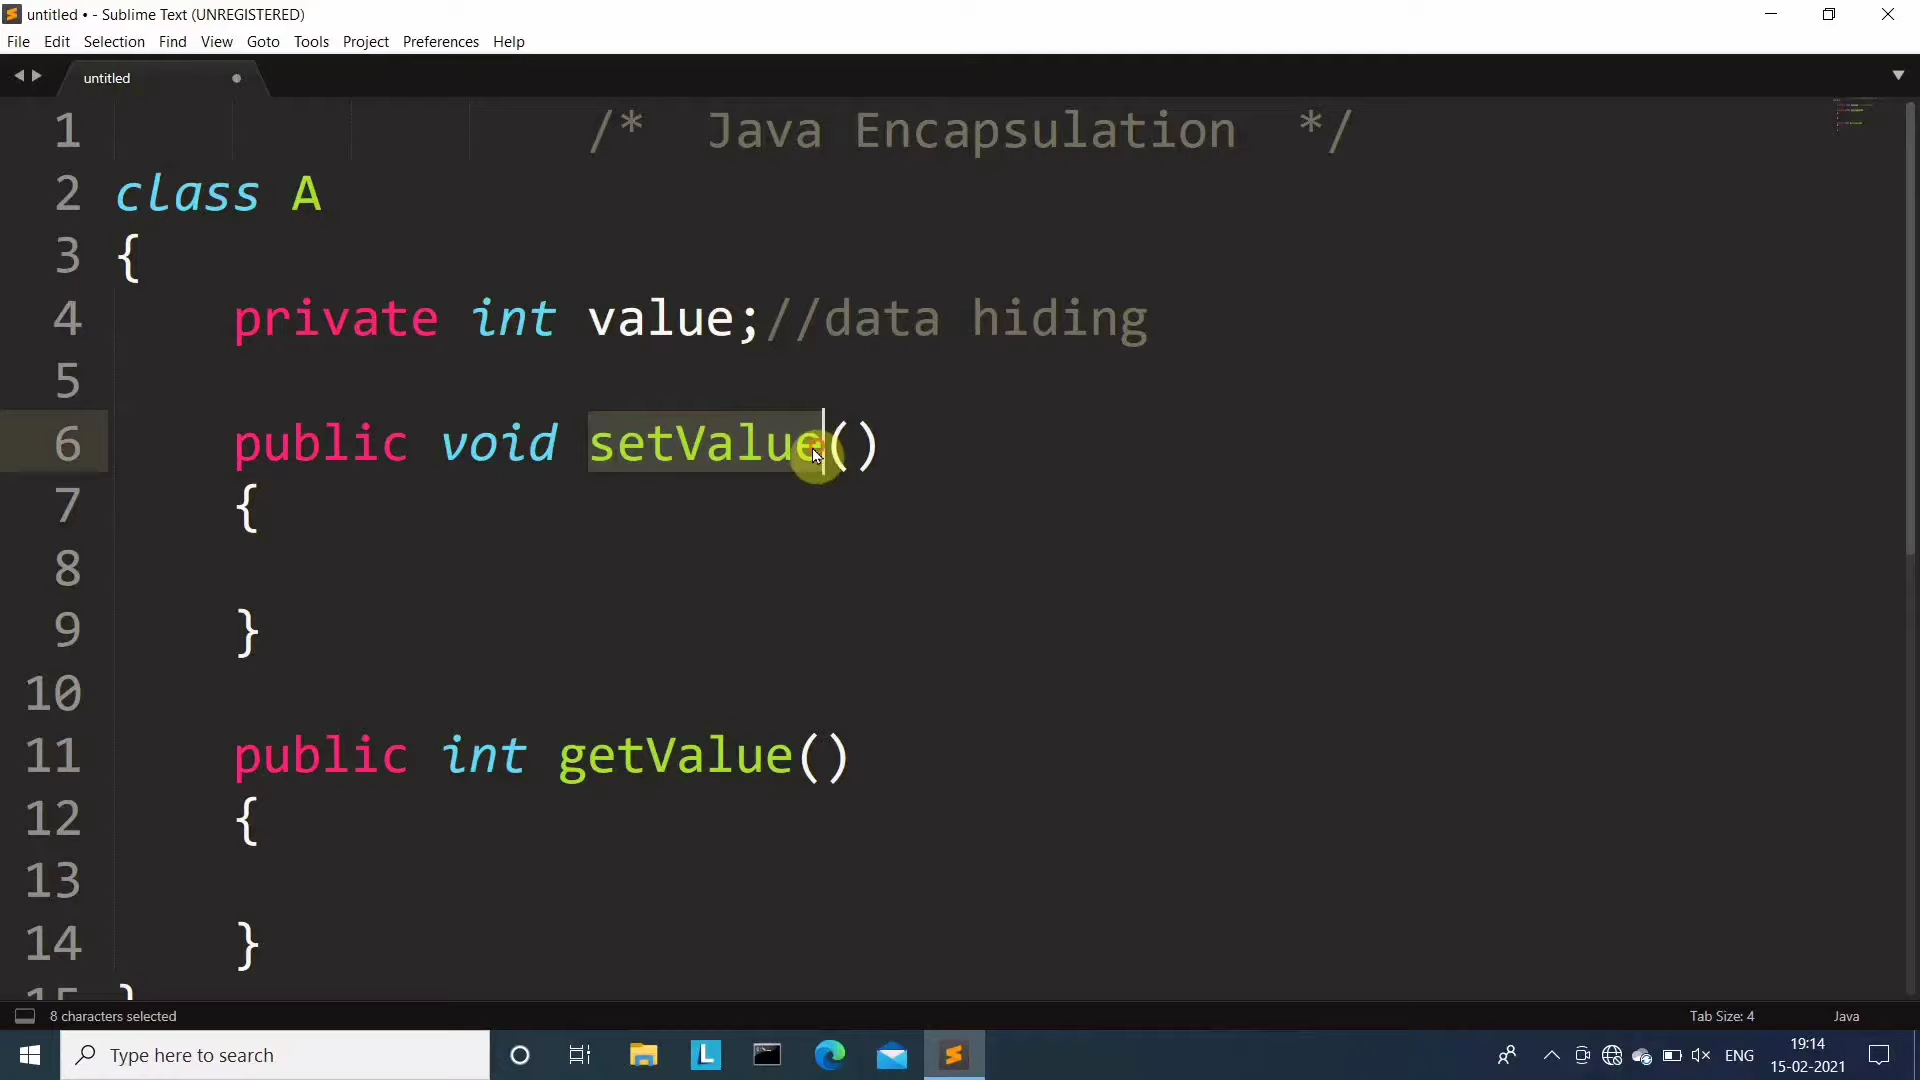 untitled • - Sublime Text (UNREGISTERED)
File Edit Selection Find View Goto Tools Project Preferences Help
untitled
1 /* Java Encapsulation */
2 class A
3 {
4 private int value;//data hiding
5
6 public void setValue()
7 {
8
9 }
10
11 public int getValue()
12 {
13
14 }
15 }
8 characters selected Tab Size: 4 Java
Type here to search
L
ENG
19:14
15-02-2021